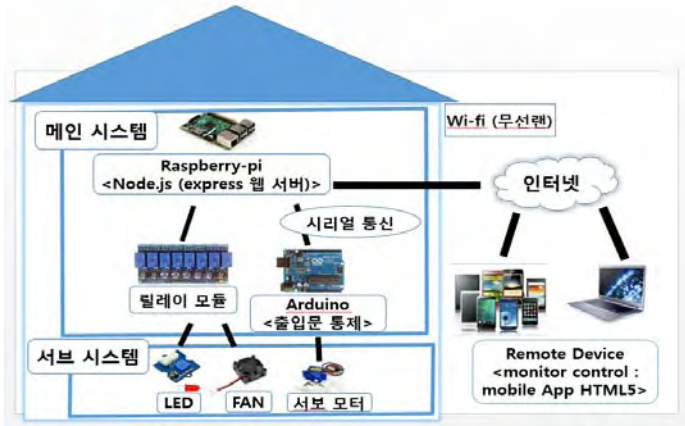 메인 시스템
Wi-fi (무선랜)
Raspberry-pi
<Node.js (express 웹 서버)>
인터넷
시리얼 통신
릴레이 모듈
Arduino
<출입문 통제>
서브 시스템
LED
FAN
서보 모터
Remote Device
<monitor control :
mobile App HTML5>